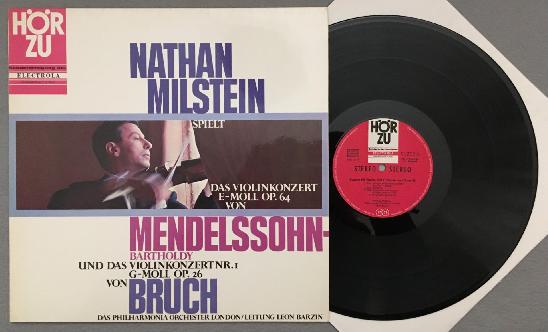 HÖR
ZU
ELECTROLA
NATHAN
MILSTEIN
SPIELT
DAS VIOLINKONZERT
E-MOLL OP. 64
VON
MENDELSSOHN-
BARTHOLDY
UND DAS VIOLINKONZERT NR. 1
G-MOLL OP. 26
VON BRUCH
DAS PHILHARMONIA ORCHESTER LONDON/LEITUNG LEON BARZIN
HÖR
ZU
STEREO STEREO